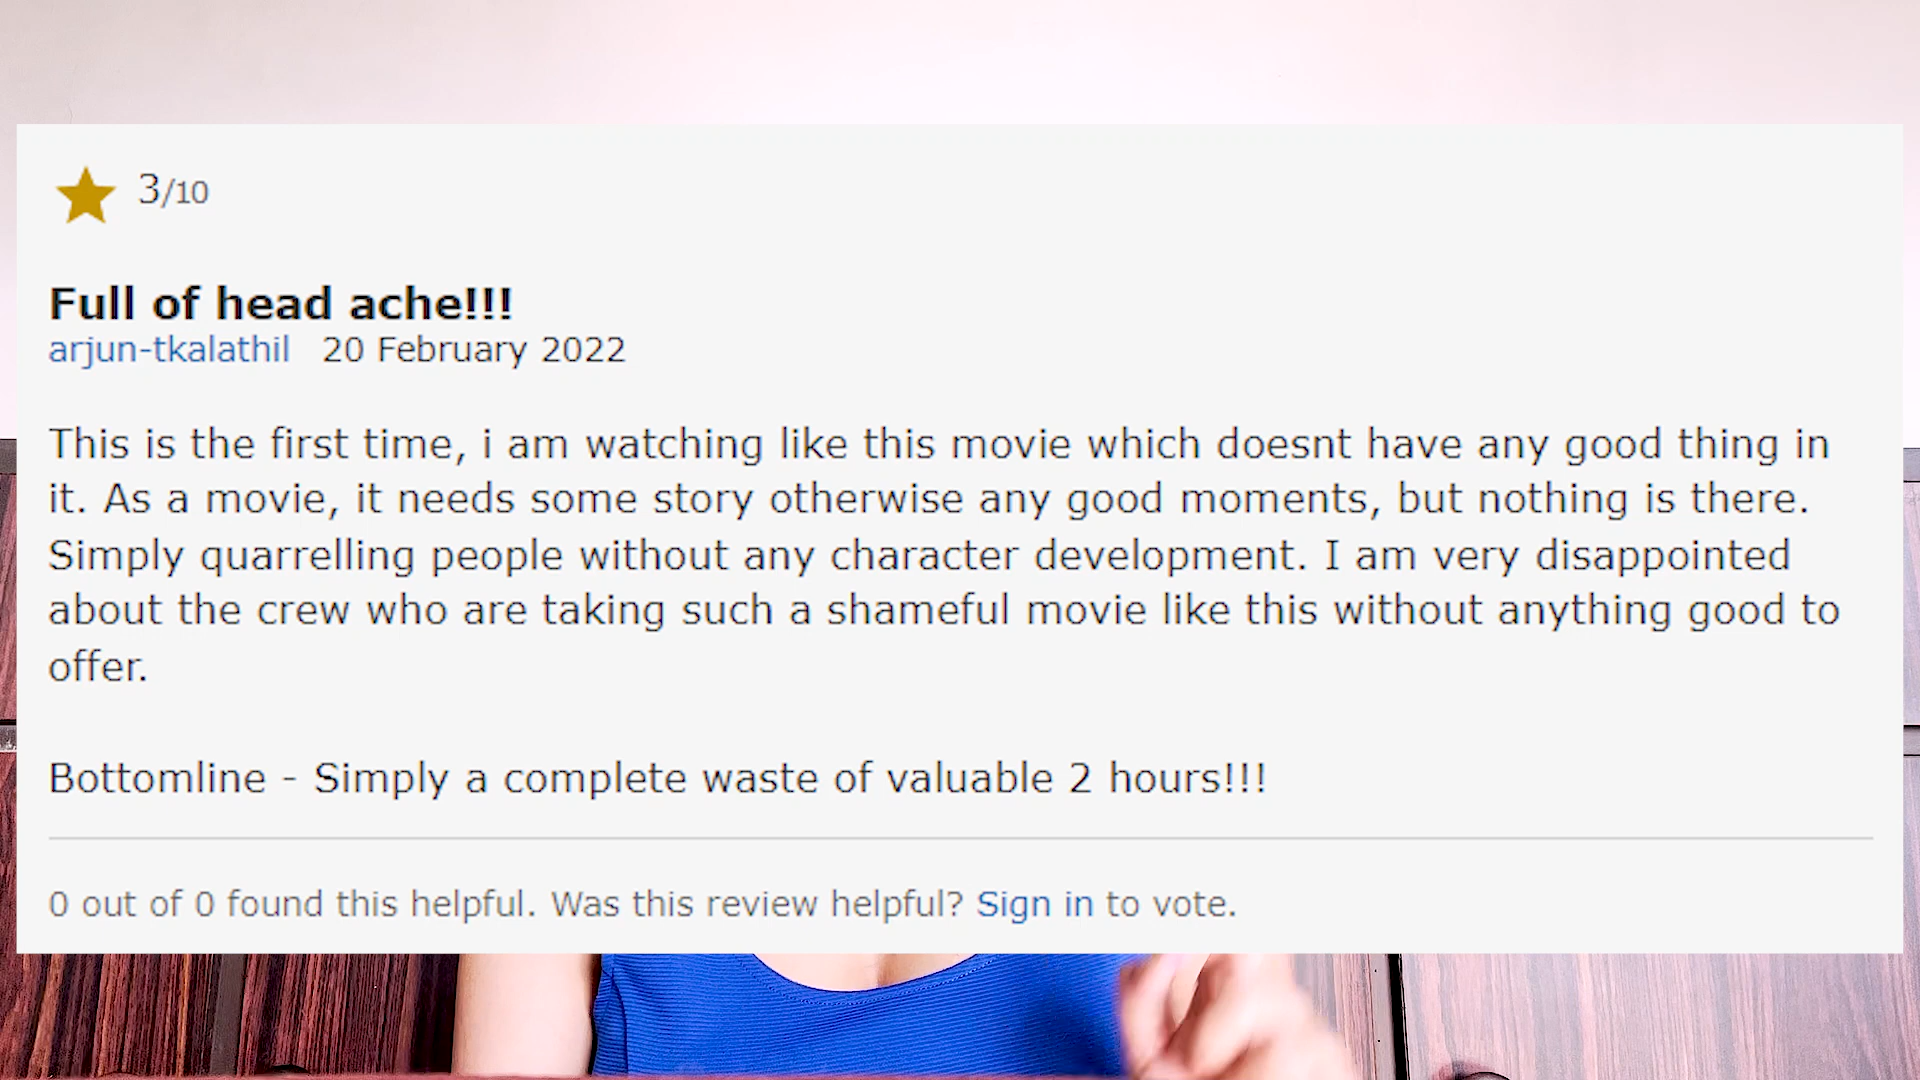 3/10
Full of head ache!!!
arjun-tkalathil 20 February 2022
This is the first time, i am watching like this movie which doesnt have any good thing in
it. As a movie, it needs some story otherwise any good moments, but nothing is there.
Simply quarrelling people without any character development. I am very disappointed
about the crew who are taking such a shameful movie like this without anything good to
offer.
Bottomline - Simply a complete waste of valuable 2 hours!!!
0 out of 0 found this helpful. Was this review helpful? Sign in to vote.